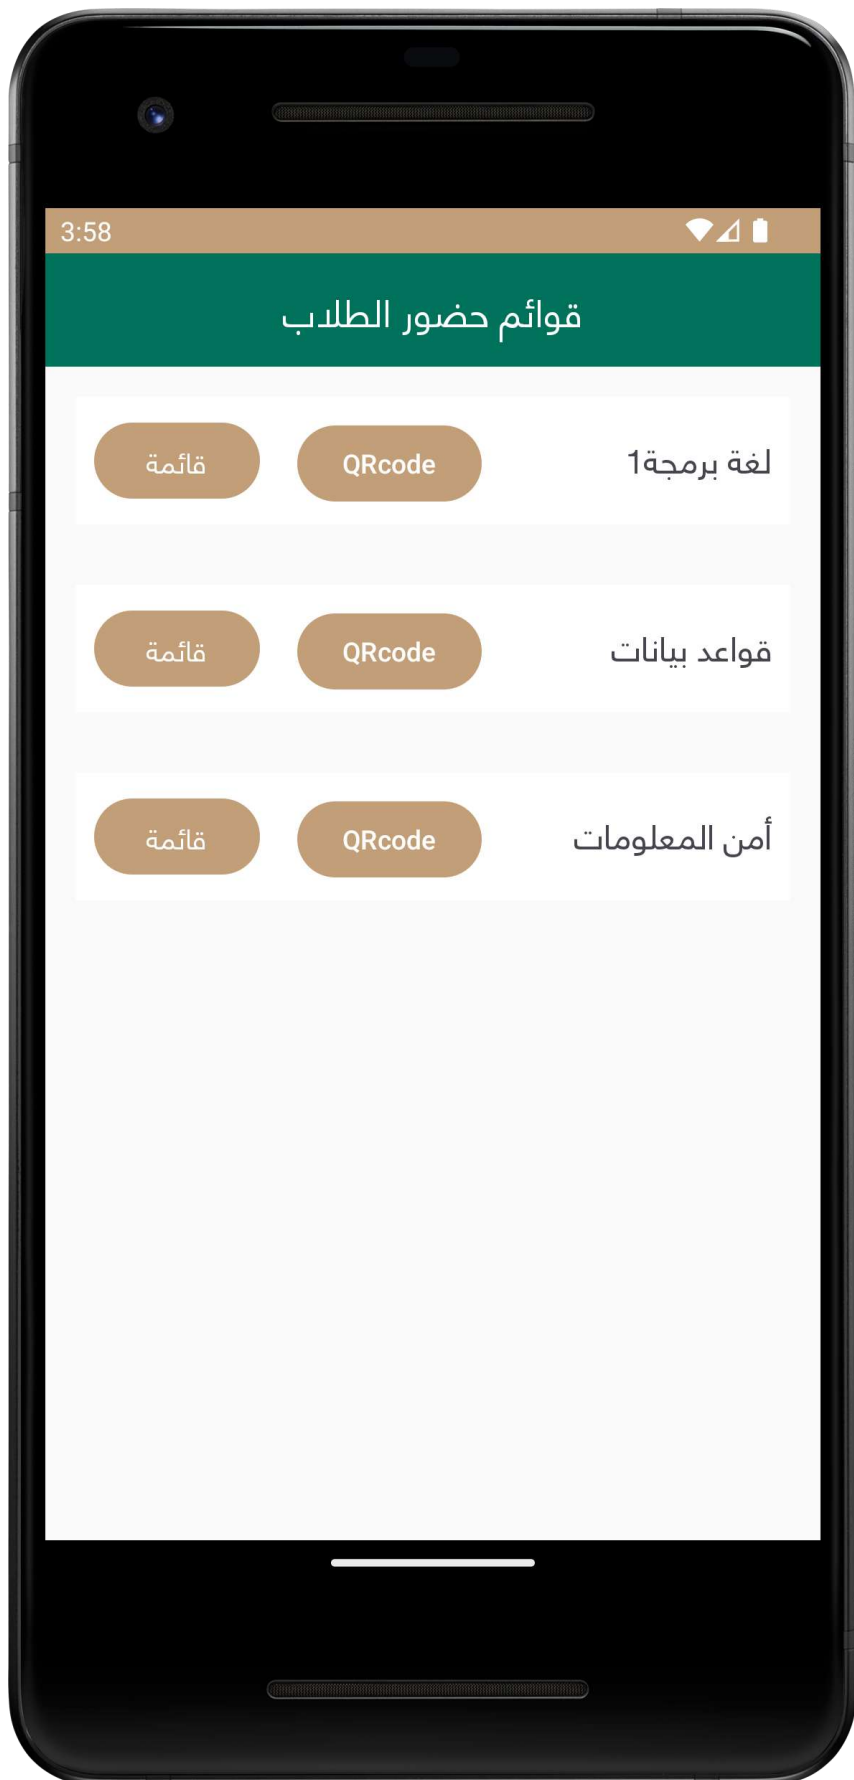 3:58
قوائم حضور الطلاب
لغة برمجة1 QRcode قائمة
قواعد بيانات QRcode قائمة
أمن المعلومات QRcode قائمة